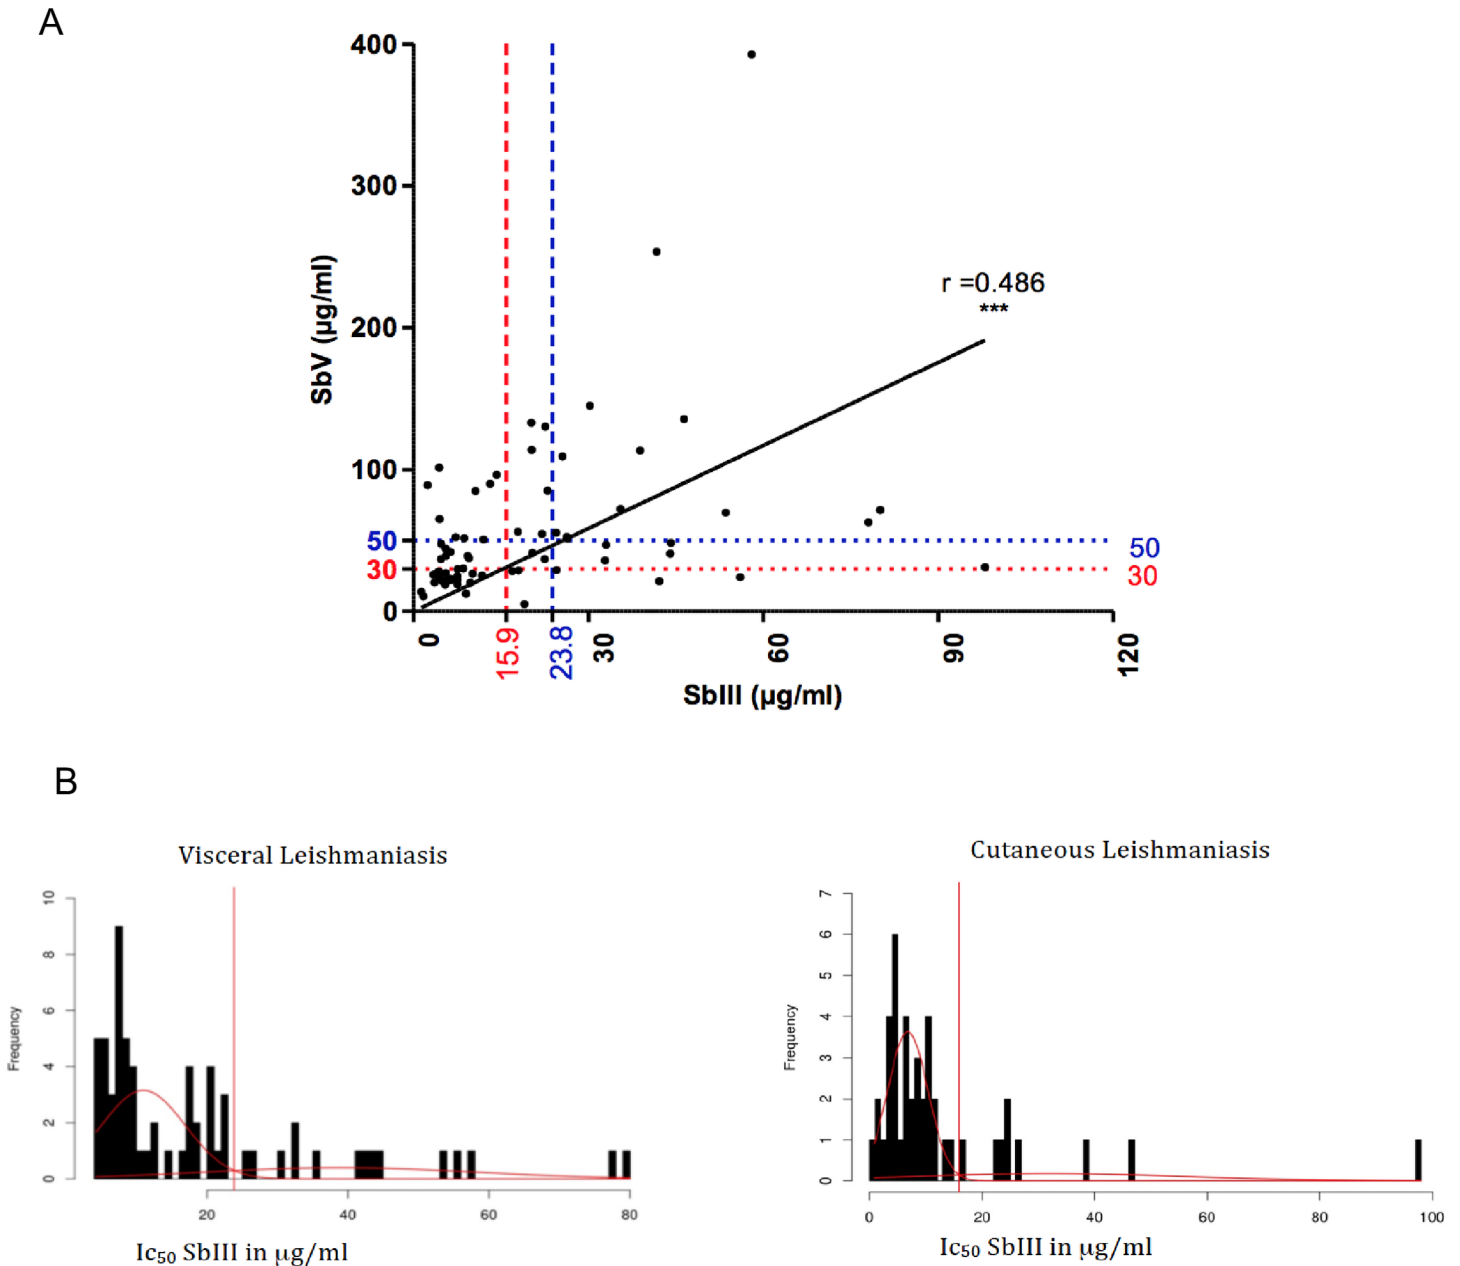 A
400
300
200
100
50
30
0
SbV (µg/ml)
r =0.486
***
50
30
0
15.9
23.8
30
60
90
120
SbIII (µg/ml)
B
Visceral Leishmaniasis
10
8
6
4
2
0
Frequency
20 40 60 80
Ic₅₀ SbIII in µg/ml
Cutaneous Leishmaniasis
7
6
5
4
3
2
1
0
Frequency
0 20 40 60 80 100
Ic₅₀ SbIII in µg/ml